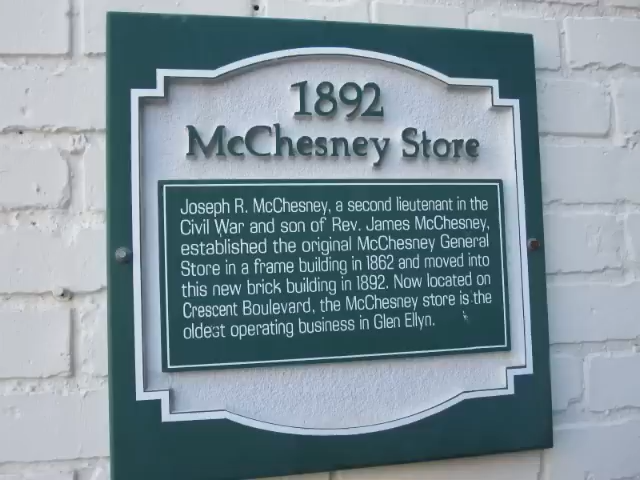 1892
McChesney Store
Joseph R. McChesney, a second lieutenant in the
Civil War and son of Rev. James McChesney,
established the original McChesney General
Store in a frame building in 1862 and moved into
this new brick building in 1892. Now located on
Crescent Boulevard, the McChesney store is the
oldest operating business in Glen Ellyn.